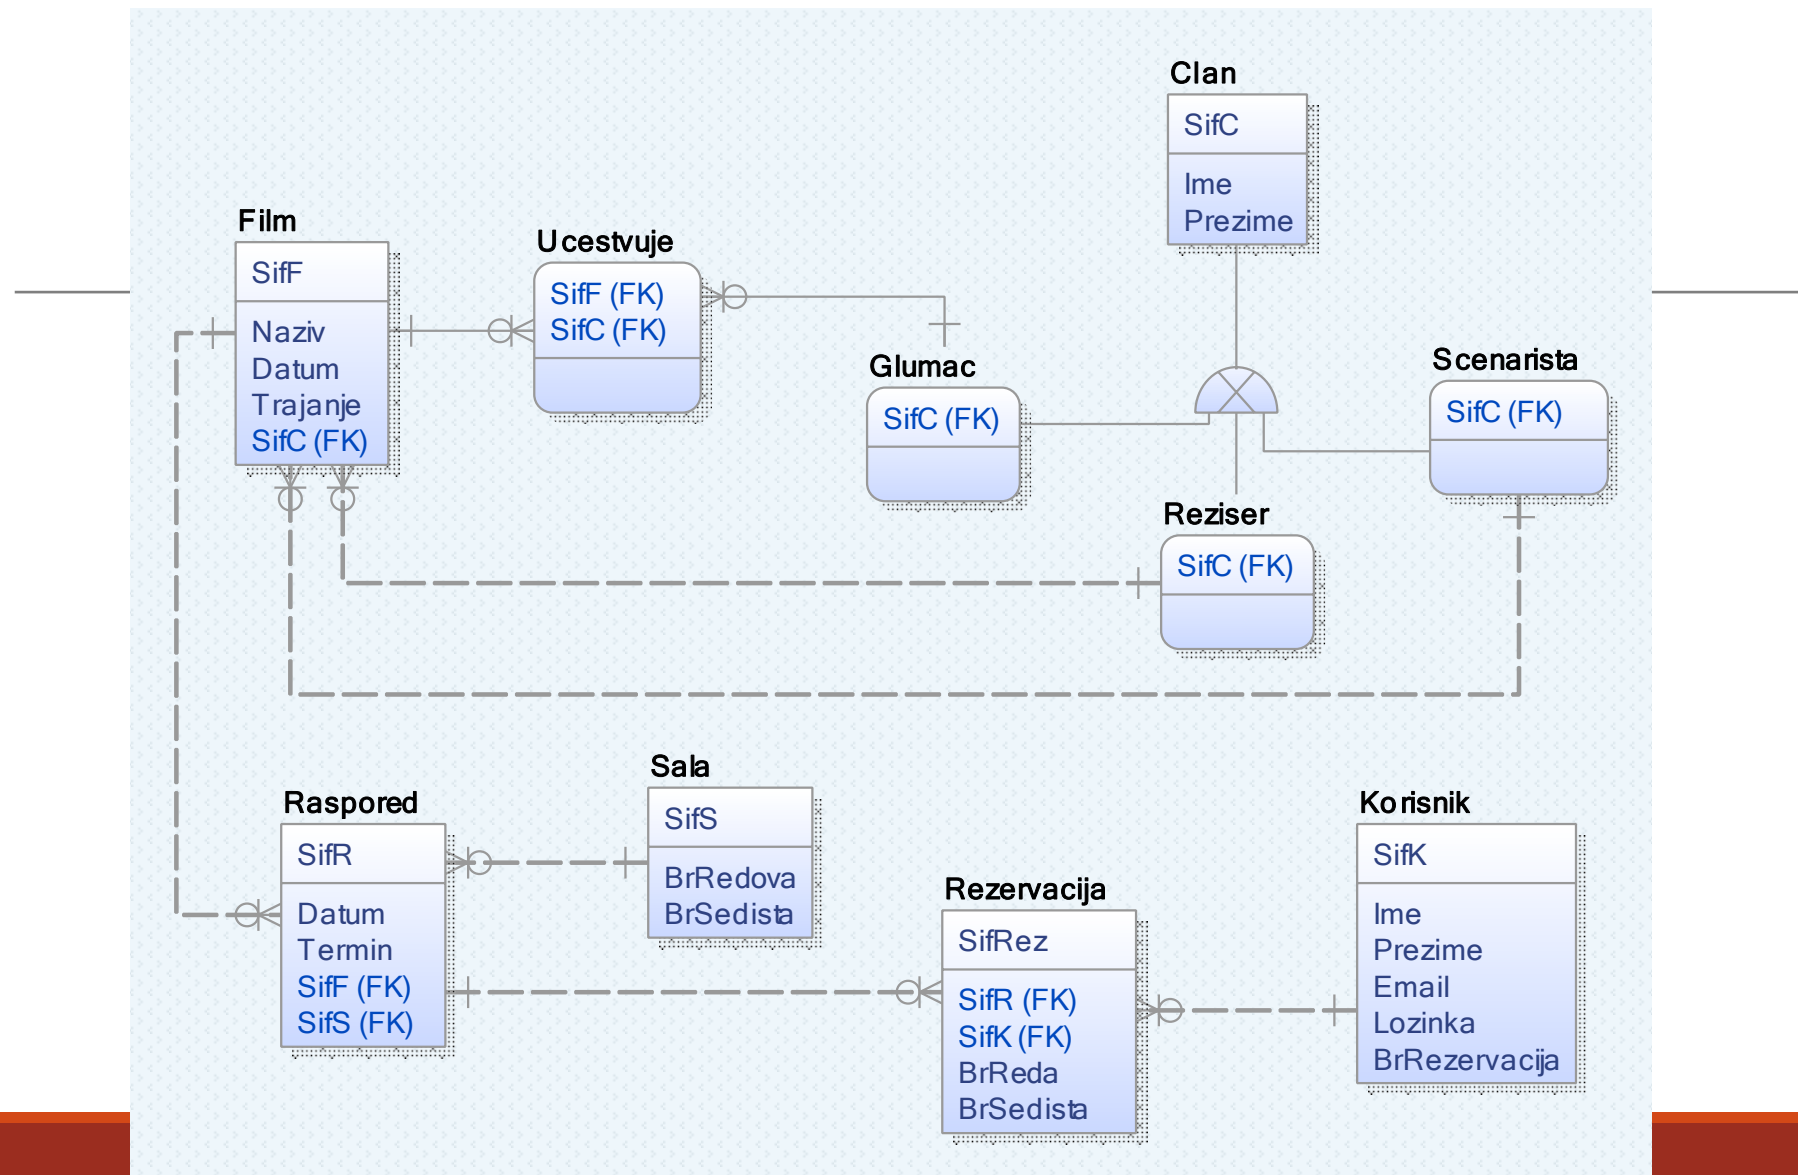 Clan
SifC
Ime
Prezime
Film
SifF
Naziv
Datum
Trajanje
SifC (FK)
Ucestvuje
SifF (FK)
SifC (FK)
Glumac
SifC (FK)
Scenarista
SifC (FK)
Reziser
SifC (FK)
Raspored
SifR
Datum
Termin
SifF (FK)
SifS (FK)
Sala
SifS
BrRedova
BrSedista
Rezervacija
SifRez
SifR (FK)
SifK (FK)
BrReda
BrSedista
Korisnik
SifK
Ime
Prezime
Email
Lozinka
BrRezervacija